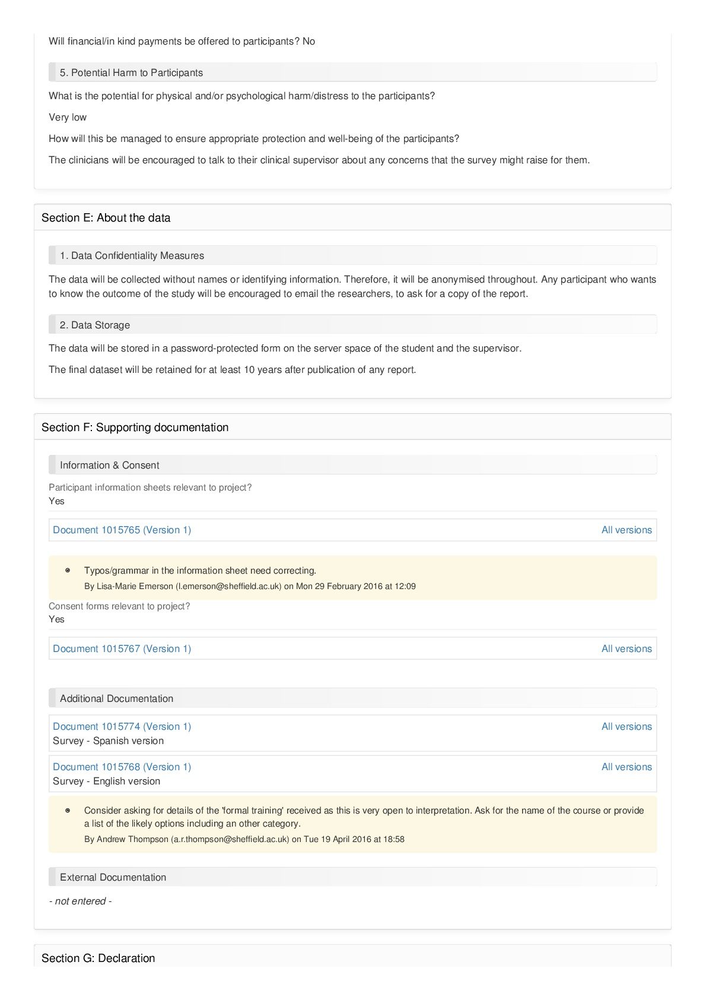 Will financial/in kind payments be offered to participants? No
5. Potential Harm to Participants
What is the potential for physical and/or psychological harm/distress to the participants?
Very low
How will this be managed to ensure appropriate protection and well-being of the participants?
The clinicians will be encouraged to talk to their clinical supervisor about any concerns that the survey might raise for them.
Section E: About the data
1. Data Confidentiality Measures
The data will be collected without names or identifying information. Therefore, it will be anonymised throughout. Any participant who wants
to know the outcome of the study will be encouraged to email the researchers, to ask for a copy of the report.
2. Data Storage
The data will be stored in a password-protected form on the server space of the student and the supervisor.
The final dataset will be retained for at least 10 years after publication of any report.
Section F: Supporting documentation
Information & Consent
Participant information sheets relevant to project?
Yes
Document 1015765 (Version 1) All versions
Typos/grammar in the information sheet need correcting.
By Lisa-Marie Emerson (l.emerson@sheffield.ac.uk) on Mon 29 February 2016 at 12:09
Consent forms relevant to project?
Yes
Document 1015767 (Version 1) All versions
Additional Documentation
Document 1015774 (Version 1) All versions
Survey - Spanish version
Document 1015768 (Version 1) All versions
Survey - English version
Consider asking for details of the 'formal training' received as this is very open to interpretation. Ask for the name of the course or provide
a list of the likely options including an other category.
By Andrew Thompson (a.r.thompson@sheffield.ac.uk) on Tue 19 April 2016 at 18:58
External Documentation
- not entered -
Section G: Declaration